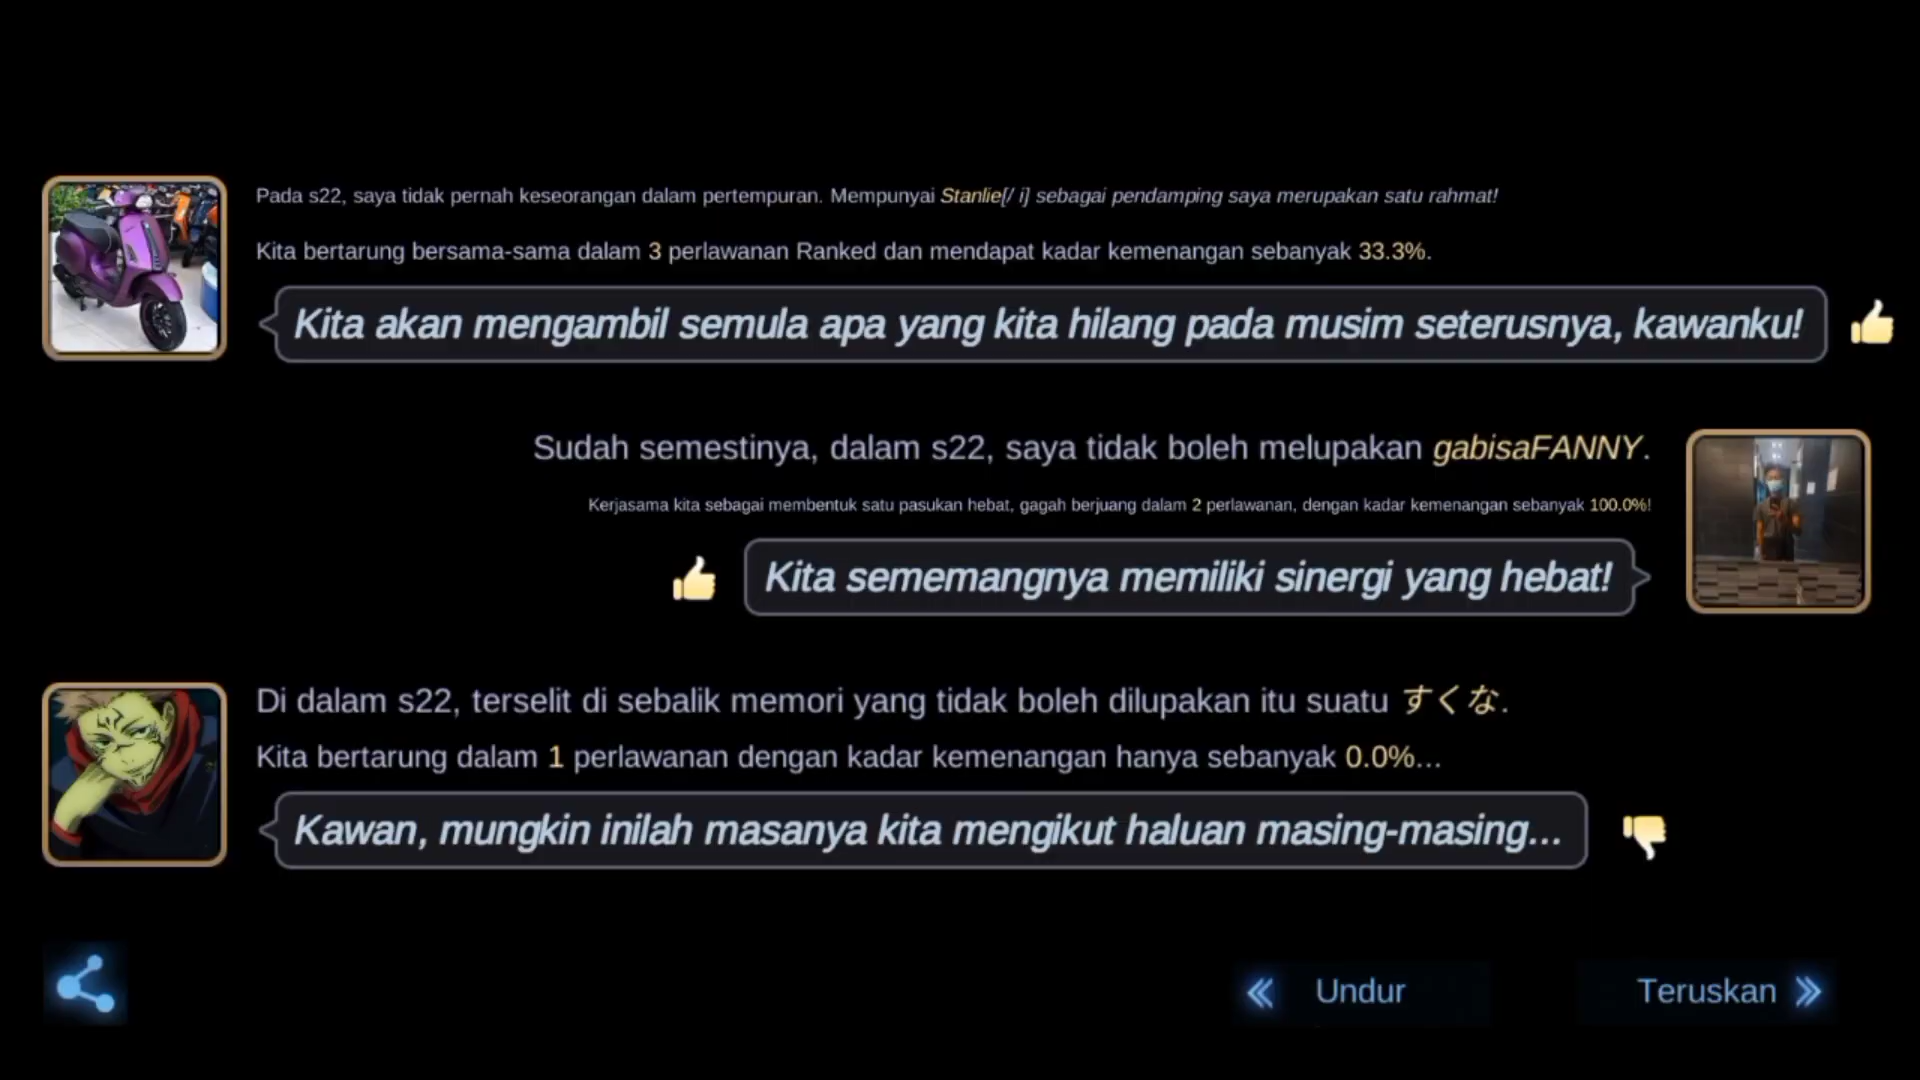 Pada s22, saya tidak pernah keseorangan dalam pertempuran. Mempunyai Stanlie[/ i] sebagai pendamping saya merupakan satu rahmat!
Kita bertarung bersama-sama dalam 3 perlawanan Ranked dan mendapat kadar kemenangan sebanyak 33.3%.
Kita akan mengambil semula apa yang kita hilang pada musim seterusnya, kawanku!
Sudah semestinya, dalam s22, saya tidak boleh melupakan gabisaFANNY.
Kerjasama kita sebagai membentuk satu pasukan hebat, gagah berjuang dalam 2 perlawanan, dengan kadar kemenangan sebanyak 100.0%!
Kita sememangnya memiliki sinergi yang hebat!
Di dalam s22, terselit di sebalik memori yang tidak boleh dilupakan itu suatu すくな.
Kita bertarung dalam 1 perlawanan dengan kadar kemenangan hanya sebanyak 0.0%...
Kawan, mungkin inilah masanya kita mengikut haluan masing-masing...
Undur
Teruskan